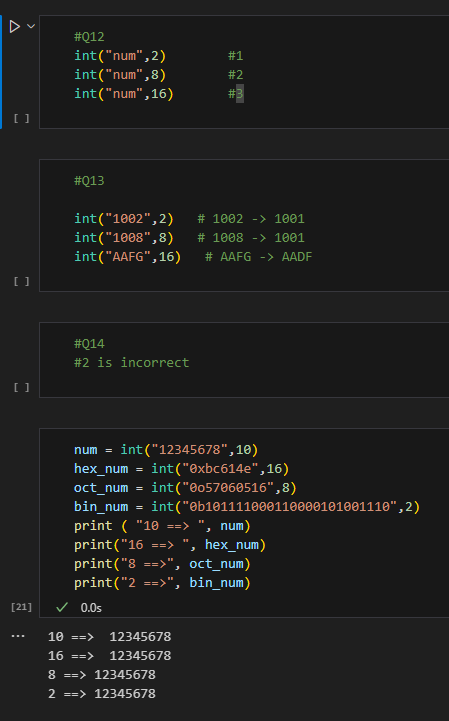 #Q12
int("num",2) #1
int("num",8) #2
int("num",16) #3
[ ]
#Q13
int("1002",2) # 1002 -> 1001
int("1008",8) # 1008 -> 1001
int("AAFG",16) # AAFG -> AADF
[ ]
#Q14
#2 is incorrect
[ ]
num = int("12345678",10)
hex_num = int("0xbc614e",16)
oct_num = int("0o57060516",8)
bin_num = int("0b101111000110000101001110",2)
print ( "10 ==> ", num)
print("16 ==> ", hex_num)
print("8 ==>", oct_num)
print("2 ==>", bin_num)
[21] 0.0s
10 ==>  12345678
16 ==>  12345678
8 ==> 12345678
2 ==> 12345678